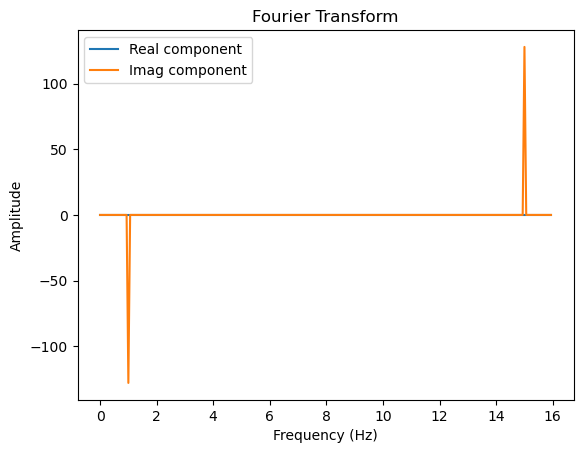 Fourier Transform
Real component
Imag component
100
50
0
−50
−100
Amplitude
0 2 4 6 8 10 12 14 16
Frequency (Hz)